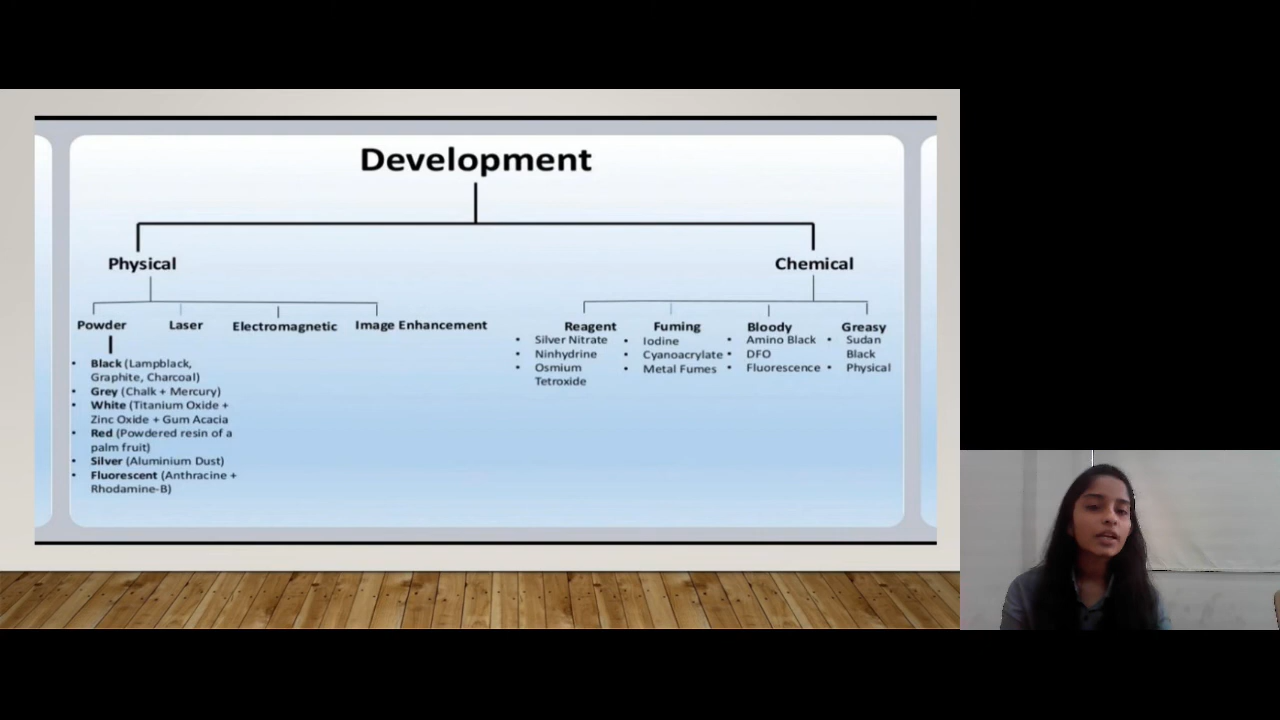 Development
Physical
Chemical
Powder
Laser
Electromagnetic
Image Enhancement
• Black (Lampblack,
Graphite, Charcoal)
• Grey (Chalk + Mercury)
• White (Titanium Oxide +
Zinc Oxide + Gum Acacia
• Red (Powdered resin of a
palm fruit)
• Silver (Aluminium Dust)
• Fluorescent (Anthracine +
Rhodamine-B)
Reagent
• Silver Nitrate
• Ninhydrine
• Osmium
Tetroxide
Fuming
• Iodine
• Cyanoacrylate
• Metal Fumes
Bloody
• Amino Black
• DFO
• Fluorescence
Greasy
• Sudan
Black
• Physical